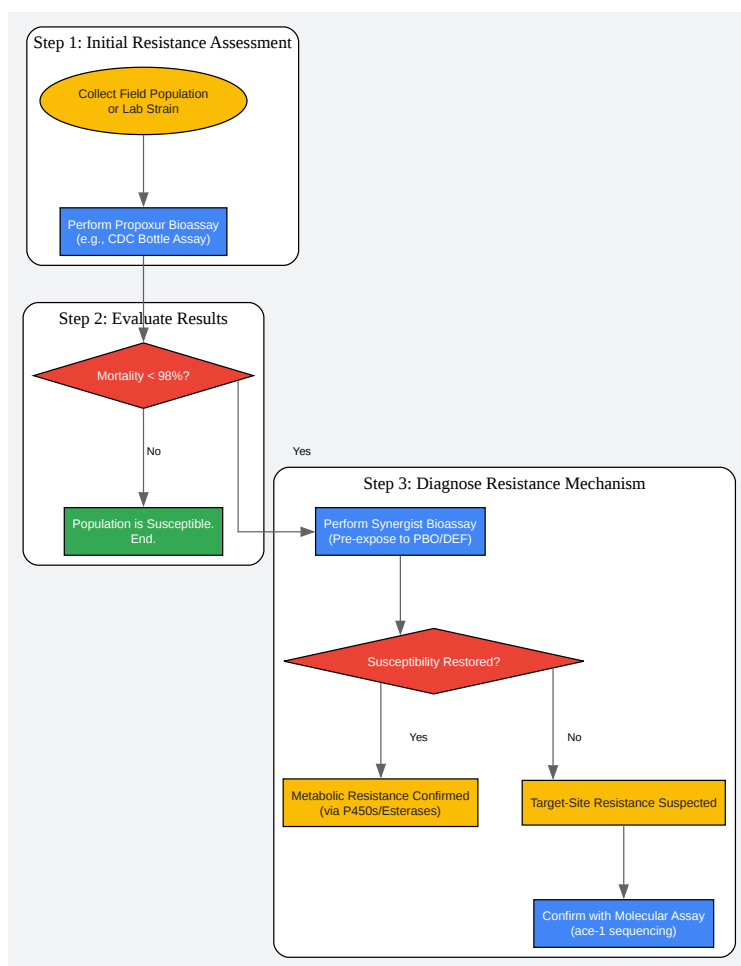 Step 1: Initial Resistance Assessment
Collect Field Population
or Lab Strain
Perform Propoxur Bioassay
(e.g., CDC Bottle Assay)
Step 2: Evaluate Results
Mortality < 98%?
No
Yes
Population is Susceptible.
End.
Step 3: Diagnose Resistance Mechanism
Perform Synergist Bioassay
(Pre-expose to PBO/DEF)
Susceptibility Restored?
Yes
No
Metabolic Resistance Confirmed
(via P450s/Esterases)
Target-Site Resistance Suspected
Confirm with Molecular Assay
(ace-1 sequencing)